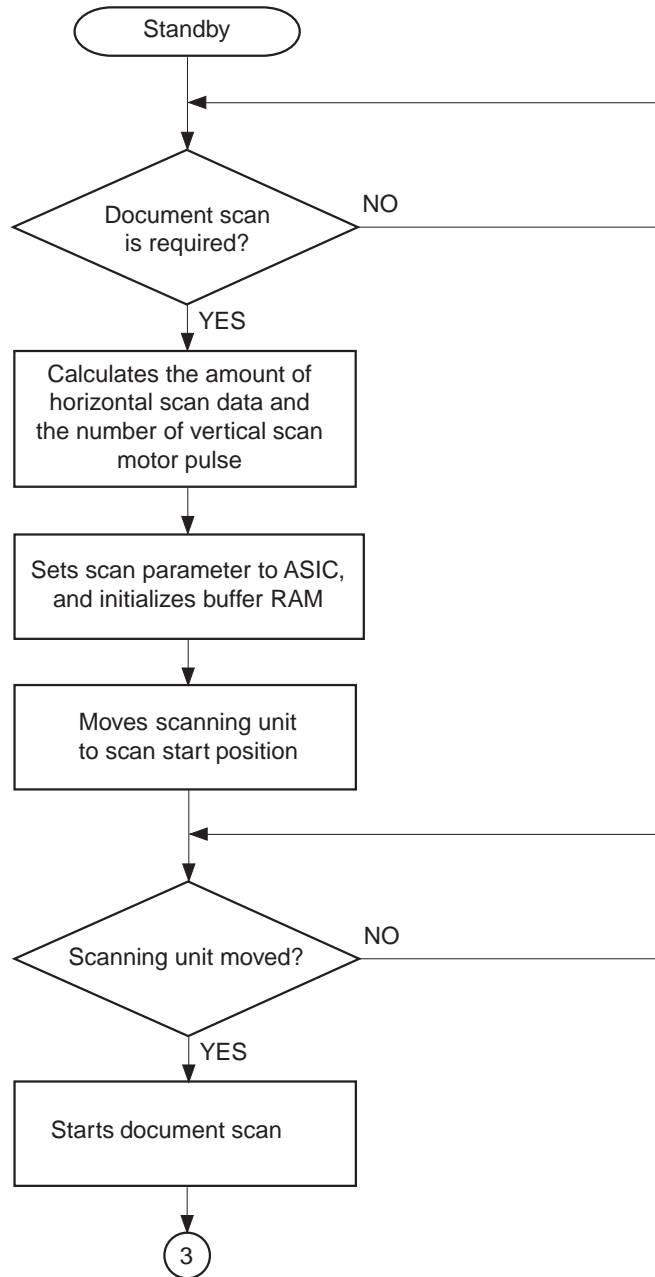 Standby
Document scan
is required?
NO
YES
Calculates the amount of
horizontal scan data and
the number of vertical scan
motor pulse
Sets scan parameter to ASIC,
and initializes buffer RAM
Moves scanning unit
to scan start position
Scanning unit moved?
NO
YES
Starts document scan
3